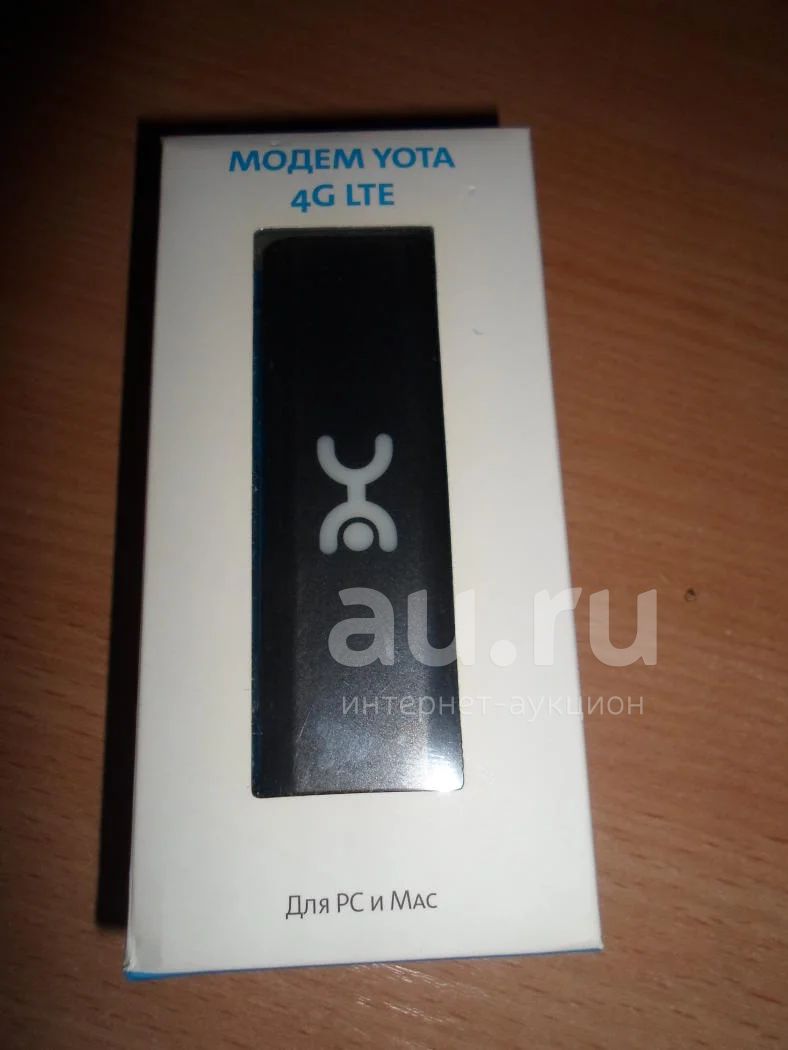 МОДЕМ YOTA
4G LTE
au.ru
интернет-аукцион
Для PC и Mac